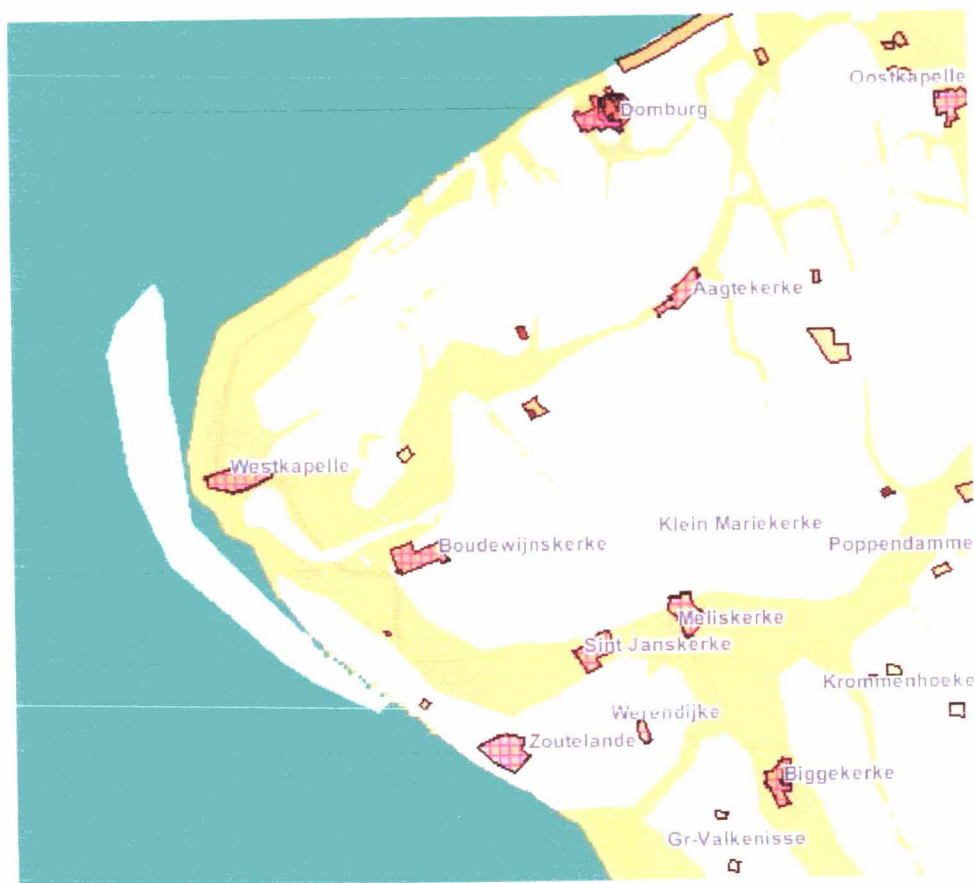 Oostkapelle
Domburg
Aagtekerke
Westkapelle
Klein Mariekerke
Boudewijnskerke
Poppendamme
Meliskerke
Sint Janskerke
Krommenhoeke
Werendijke
Zoutelande
Biggekerke
Gr-Valkenisse